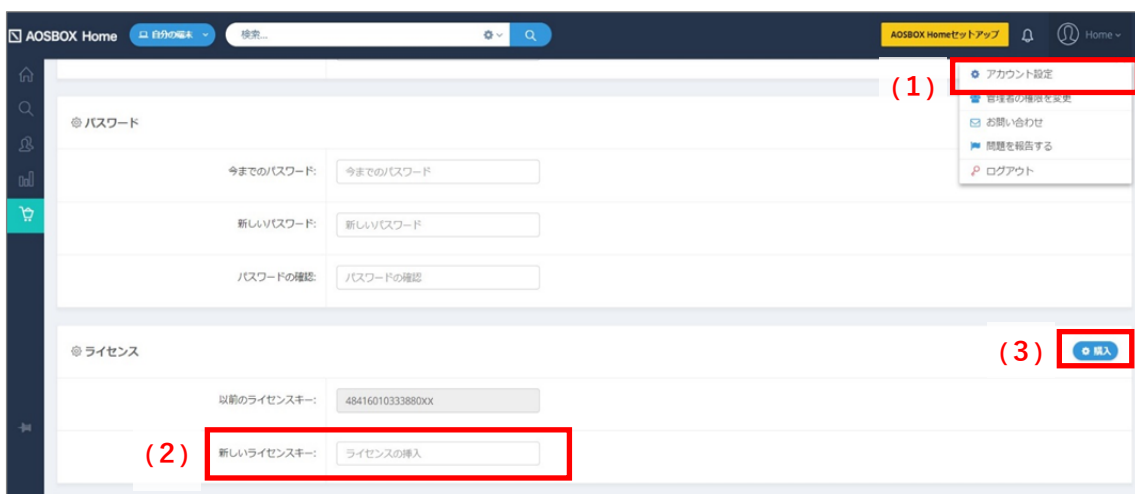 AOSBOX Home 自分の端末 検索... AOSBOX Homeセットアップ Home
(1) アカウント設定
管理者の権限を変更
お問い合わせ
問題を報告する
ログアウト
パスワード
今までのパスワード: 今までのパスワード
新しいパスワード: 新しいパスワード
パスワードの確認: パスワードの確認
ライセンス (3) 購入
以前のライセンスキー: 48416010333880XX
(2) 新しいライセンスキー: ライセンスの挿入